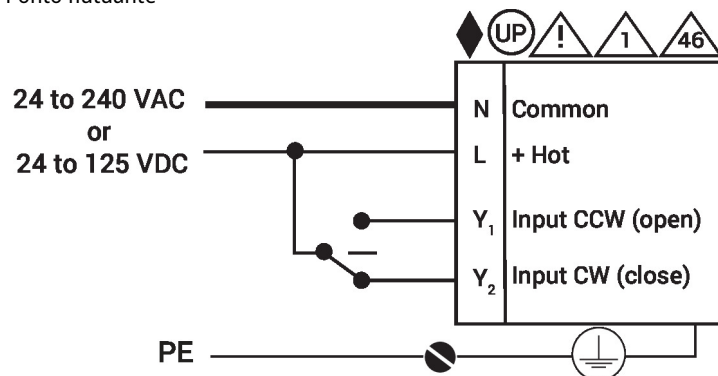 Ponto flutuante
UP ! 1 46
24 to 240 VAC
or
24 to 125 VDC
N Common
L + Hot
Y₁ Input CCW (open)
Y₂ Input CW (close)
PE